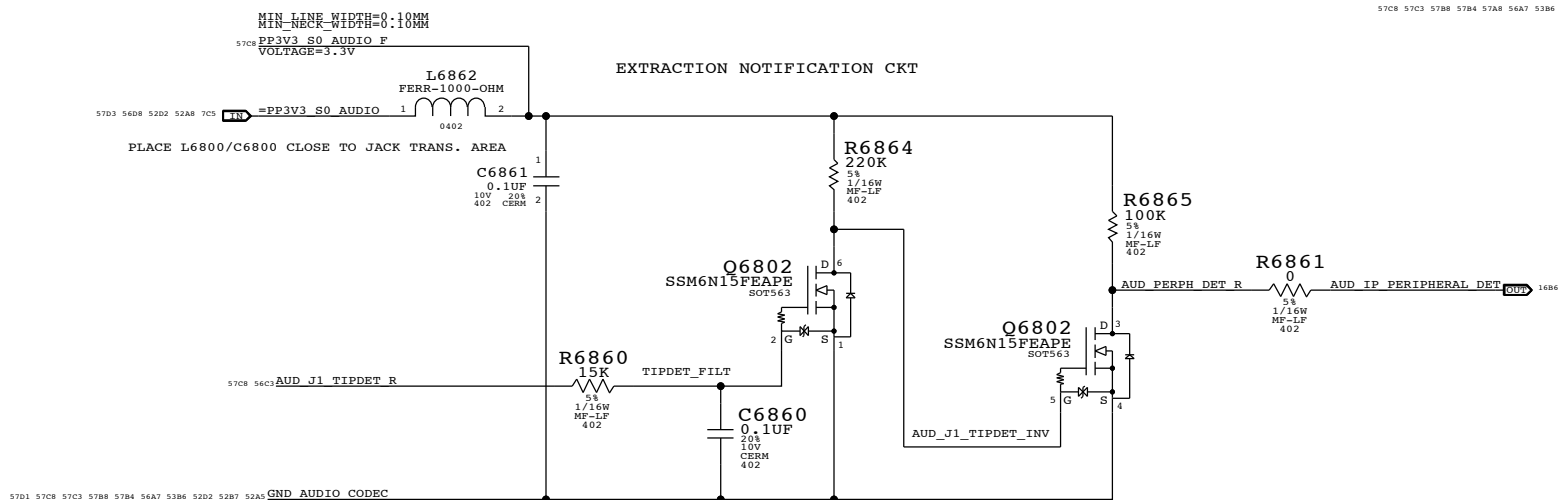 57C8 57C3 57B8 57B4 57A8 56A7 53B6
MIN_LINE_WIDTH=0.10MM
MIN_NECK_WIDTH=0.10MM
57C8 PP3V3_S0_AUDIO_F
VOLTAGE=3.3V
EXTRACTION NOTIFICATION CKT
L6862
FERR-1000-OHM
57D3 56D8 52D2 52A8 7C5 IN =PP3V3_S0_AUDIO 1 2
0402
PLACE L6800/C6800 CLOSE TO JACK TRANS. AREA
1
C6861
0.1UF
10V 20%
402 CERM
2
R6864
220K
5%
1/16W
MF-LF
402
R6865
100K
5%
1/16W
MF-LF
402
Q6802
SSM6N15FEAPE
SOT563
D 6
2 G S 1
R6861
0
AUD_PERPH_DET_R AUD_IP_PERIPHERAL_DET OUT 16B6
5%
1/16W
MF-LF
402
Q6802
SSM6N15FEAPE
SOT563
D 3
5 G S 4
R6860
15K
57C8 56C3 AUD_J1_TIPDET_R TIPDET_FILT
5%
1/16W
MF-LF
402
C6860
0.1UF
20%
10V
CERM
402
AUD_J1_TIPDET_INV
57D1 57C8 57C3 57B8 57B4 56A7 53B6 52D2 52B7 52A5 GND_AUDIO_CODEC